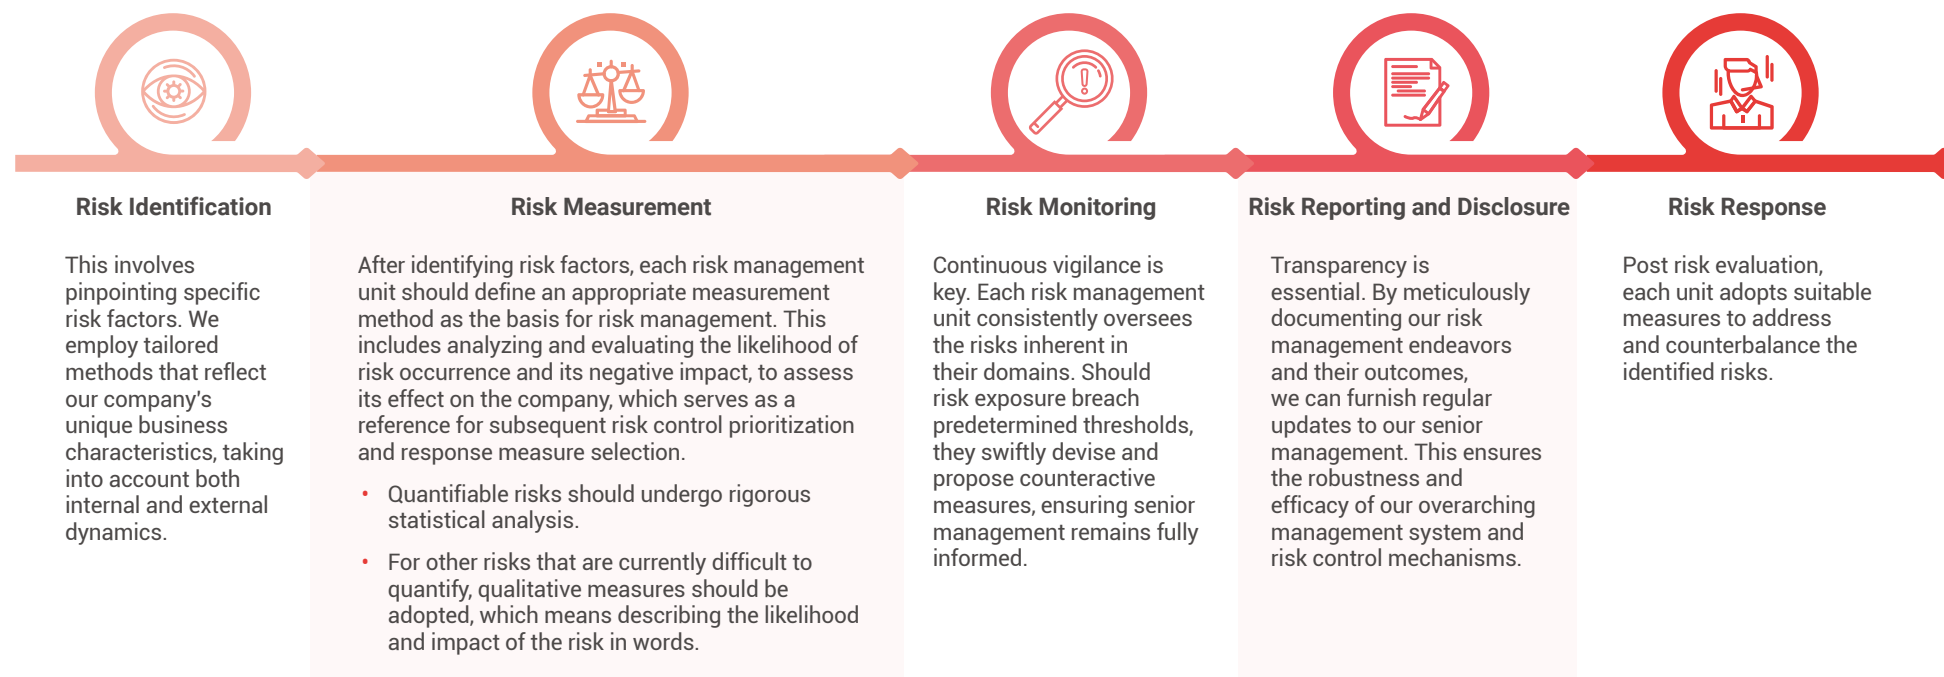 Risk Identification
This involves
pinpointing specific
risk factors. We
employ tailored
methods that reflect
our company's
unique business
characteristics, taking
into account both
internal and external
dynamics.
Risk Measurement
After identifying risk factors, each risk management
unit should define an appropriate measurement
method as the basis for risk management. This
includes analyzing and evaluating the likelihood of
risk occurrence and its negative impact, to assess
its effect on the company, which serves as a
reference for subsequent risk control prioritization
and response measure selection.
• Quantifiable risks should undergo rigorous
statistical analysis.
• For other risks that are currently difficult to
quantify, qualitative measures should be
adopted, which means describing the likelihood
and impact of the risk in words.
Risk Monitoring
Continuous vigilance is
key. Each risk management
unit consistently oversees
the risks inherent in
their domains. Should
risk exposure breach
predetermined thresholds,
they swiftly devise and
propose counteractive
measures, ensuring senior
management remains fully
informed.
Risk Reporting and Disclosure
Transparency is
essential. By meticulously
documenting our risk
management endeavors
and their outcomes,
we can furnish regular
updates to our senior
management. This ensures
the robustness and
efficacy of our overarching
management system and
risk control mechanisms.
Risk Response
Post risk evaluation,
each unit adopts suitable
measures to address
and counterbalance the
identified risks.